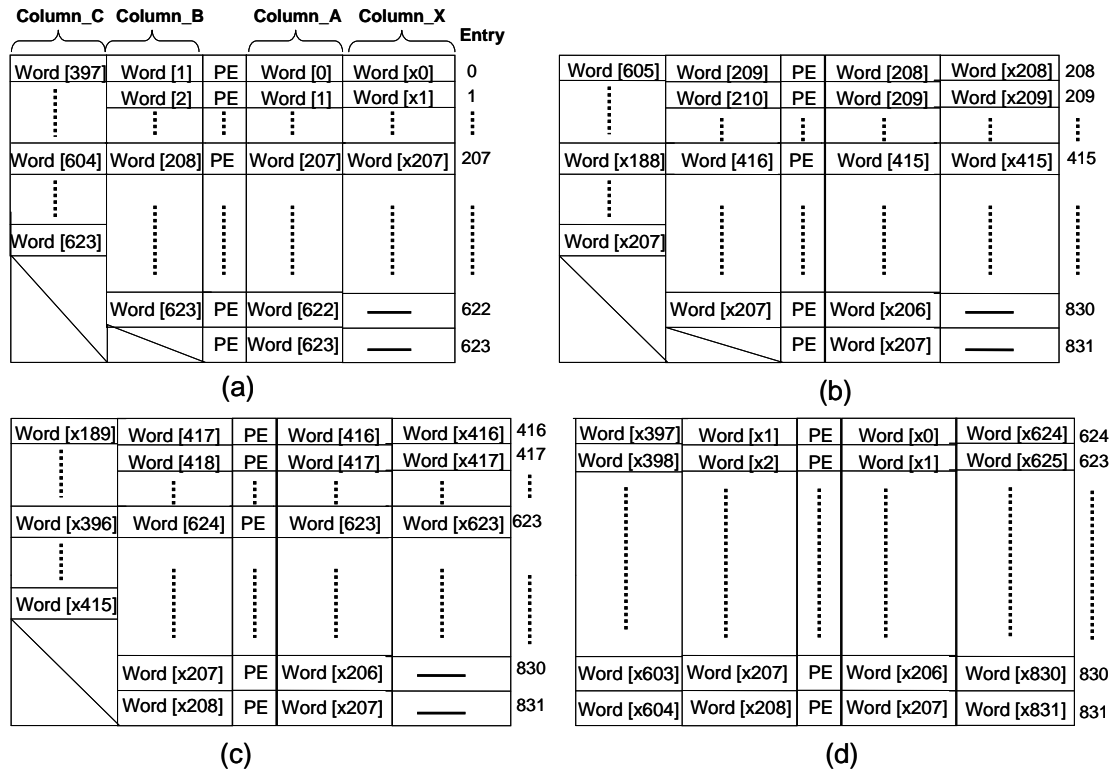 Column_C Column_B Column_A Column_X Entry
Word [397] Word [1] PE Word [0] Word [x0] 0
Word [2] PE Word [1] Word [x1] 1
Word [604] Word [208] PE Word [207] Word [x207] 207
Word [623]
Word [623] PE Word [622] 622
PE Word [623] 623
(a)
Word [605] Word [209] PE Word [208] Word [x208] 208
Word [210] PE Word [209] Word [x209] 209
Word [x188] Word [416] PE Word [415] Word [x415] 415
Word [x207]
Word [x207] PE Word [x206] 830
PE Word [x207] 831
(b)
Word [x189] Word [417] PE Word [416] Word [x416] 416
Word [418] PE Word [417] Word [x417] 417
Word [x396] Word [624] PE Word [623] Word [x623] 623
Word [x415]
Word [x207] PE Word [x206] 830
Word [x208] PE Word [x207] 831
(c)
Word [x397] Word [x1] PE Word [x0] Word [x624] 624
Word [x398] Word [x2] PE Word [x1] Word [x625] 623
Word [x603] Word [x207] PE Word [x206] Word [x830] 830
Word [x604] Word [x208] PE Word [x207] Word [x831] 831
(d)